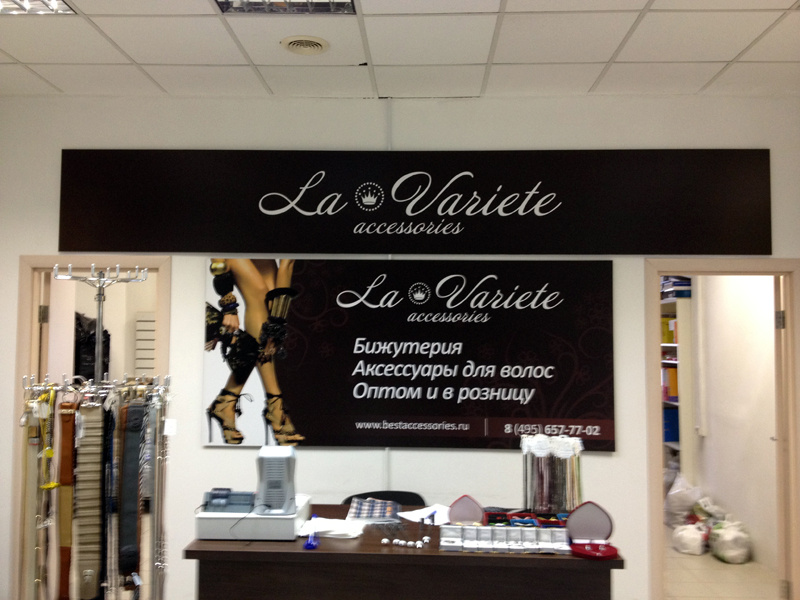 La Variete
accessories
La Variete
accessories
Бижутерия
Аксессуары для волос
Оптом и в розницу
www.bestaccessories.ru
8 (495) 657-77-02